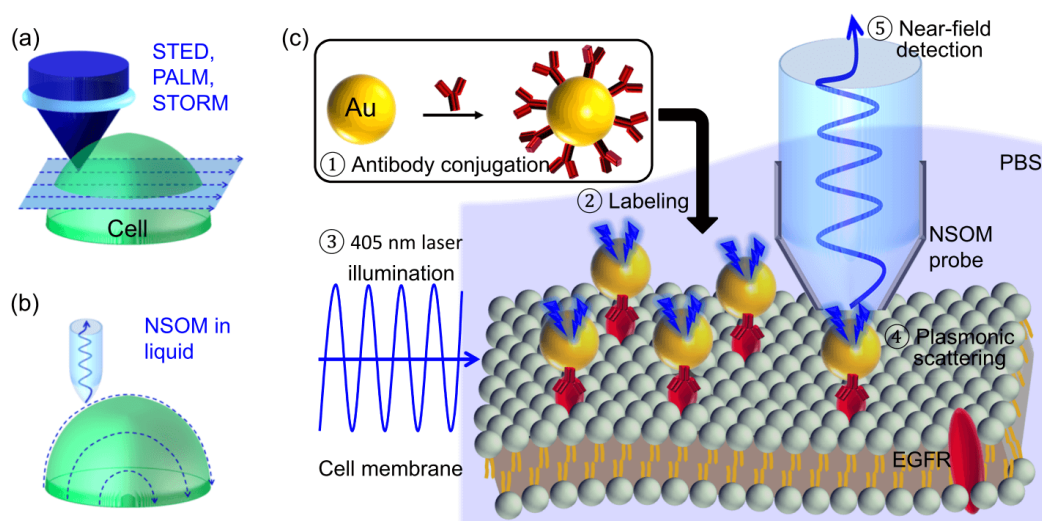 (a)
STED,
PALM,
STORM
Cell
(b)
NSOM in
liquid
(c)
Au
① Antibody conjugation
② Labeling
③ 405 nm laser
illumination
Cell membrane
⑤ Near-field
detection
PBS
NSOM
probe
④ Plasmonic
scattering
EGFR